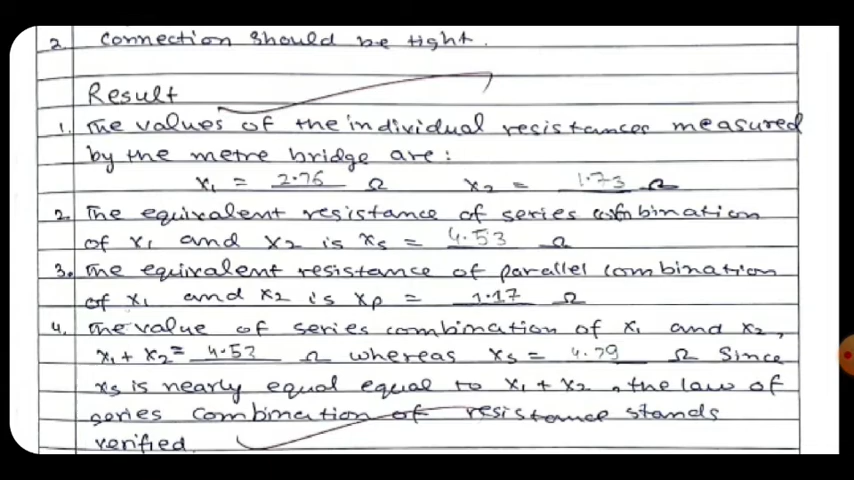 2. Connection should be tight.
Result
1. The values of the individual resistances measured
by the metre bridge are:
x₁ = 2.76 Ω x₂ = 1.73 Ω
2. The equivalent resistance of series combination
of x₁ and x₂ is xs = 4.53 Ω
3. The equivalent resistance of parallel combination
of x₁ and x₂ is xp = 1.17 Ω
4. The value of series combination of x₁ and x₂,
x₁ + x₂ = 4.53 Ω whereas xs = 4.79 Ω Since
xs is nearly equal equal to x₁ + x₂, the law of
series combination of resistance stands
verified.